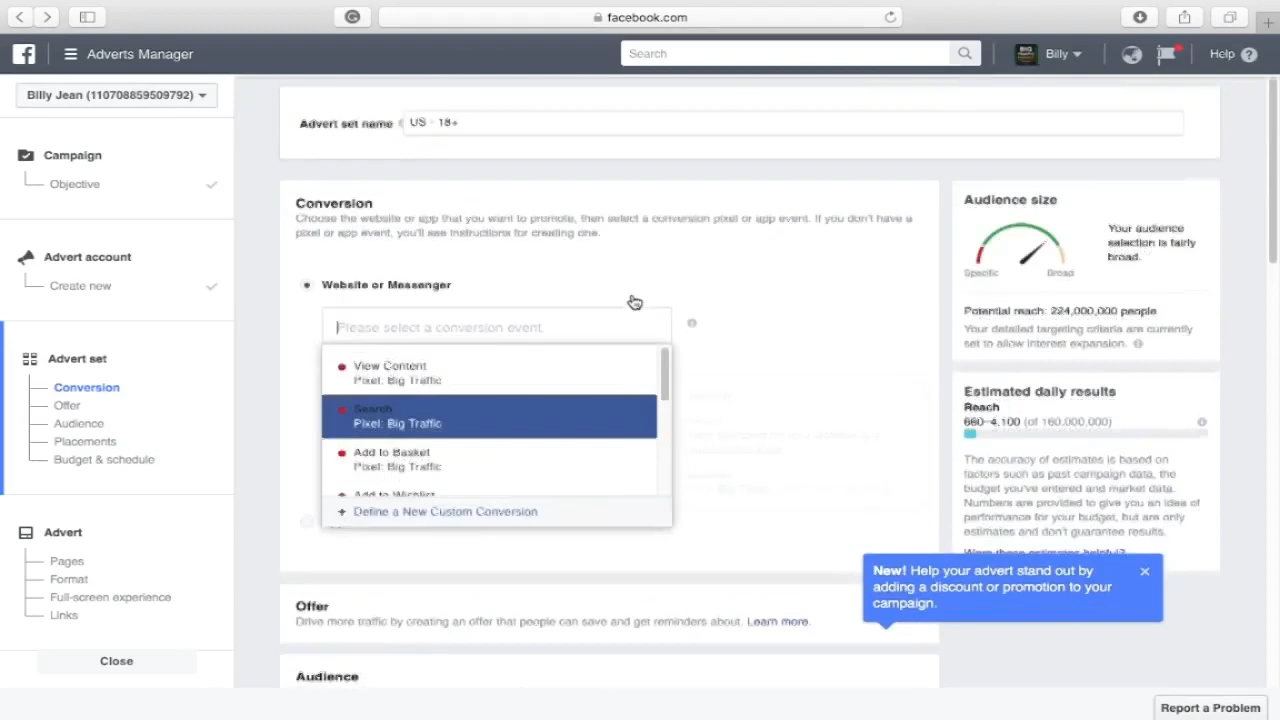 facebook.com
Adverts Manager
Search
Billy
Help
Billy Jean (110708859509792)
Campaign
Objective
Advert account
Create new
Advert set
Conversion
Offer
Audience
Placements
Budget & schedule
Advert
Pages
Format
Full-screen experience
Links
Close
Advert set name
US - 18+
Conversion
Choose the website or app that you want to promote, then select a conversion pixel or app event. If you don't have a
pixel or app event, you'll see instructions for creating one.
Website or Messenger
Please select a conversion event.
View Content
Pixel: Big Traffic
Search
Pixel: Big Traffic
Add to Basket
Pixel: Big Traffic
Add to Wishlist
+ Define a New Custom Conversion
Offer
Drive more traffic by creating an offer that people can save and get reminders about. Learn more.
Audience
Audience size
Your audience
selection is fairly
broad.
Specific
Broad
Potential reach: 224,000,000 people
Your detailed targeting criteria are currently
set to allow interest expansion.
Estimated daily results
Reach
660-4,100 (of 160,000,000)
The accuracy of estimates is based on
factors such as past campaign data, the
budget you've entered and market data.
Numbers are provided to give you an idea of
performance for your budget, but are only
estimates and don't guarantee results.
Were these estimates helpful?
New! Help your advert stand out by
adding a discount or promotion to your
campaign.
Report a Problem